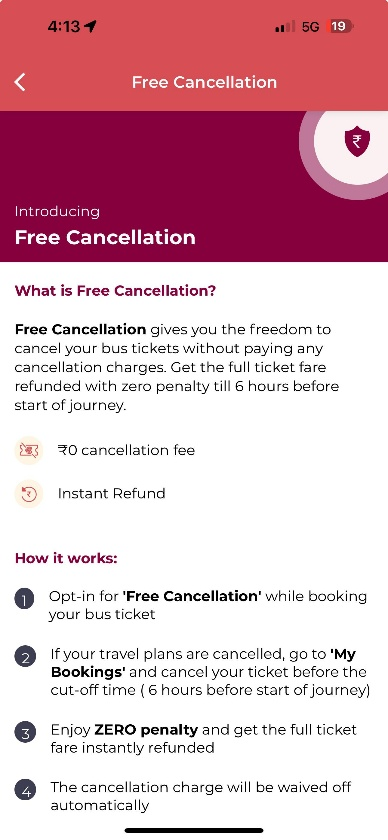 4:13
5G
19
Free Cancellation
₹
Introducing
Free Cancellation
What is Free Cancellation?
Free Cancellation gives you the freedom to
cancel your bus tickets without paying any
cancellation charges. Get the full ticket fare
refunded with zero penalty till 6 hours before
start of journey.
₹0 cancellation fee
₹
Instant Refund
How it works:
1 Opt-in for 'Free Cancellation' while booking
your bus ticket
2 If your travel plans are cancelled, go to 'My
Bookings' and cancel your ticket before the
cut-off time ( 6 hours before start of journey)
3 Enjoy ZERO penalty and get the full ticket
fare instantly refunded
4 The cancellation charge will be waived off
automatically